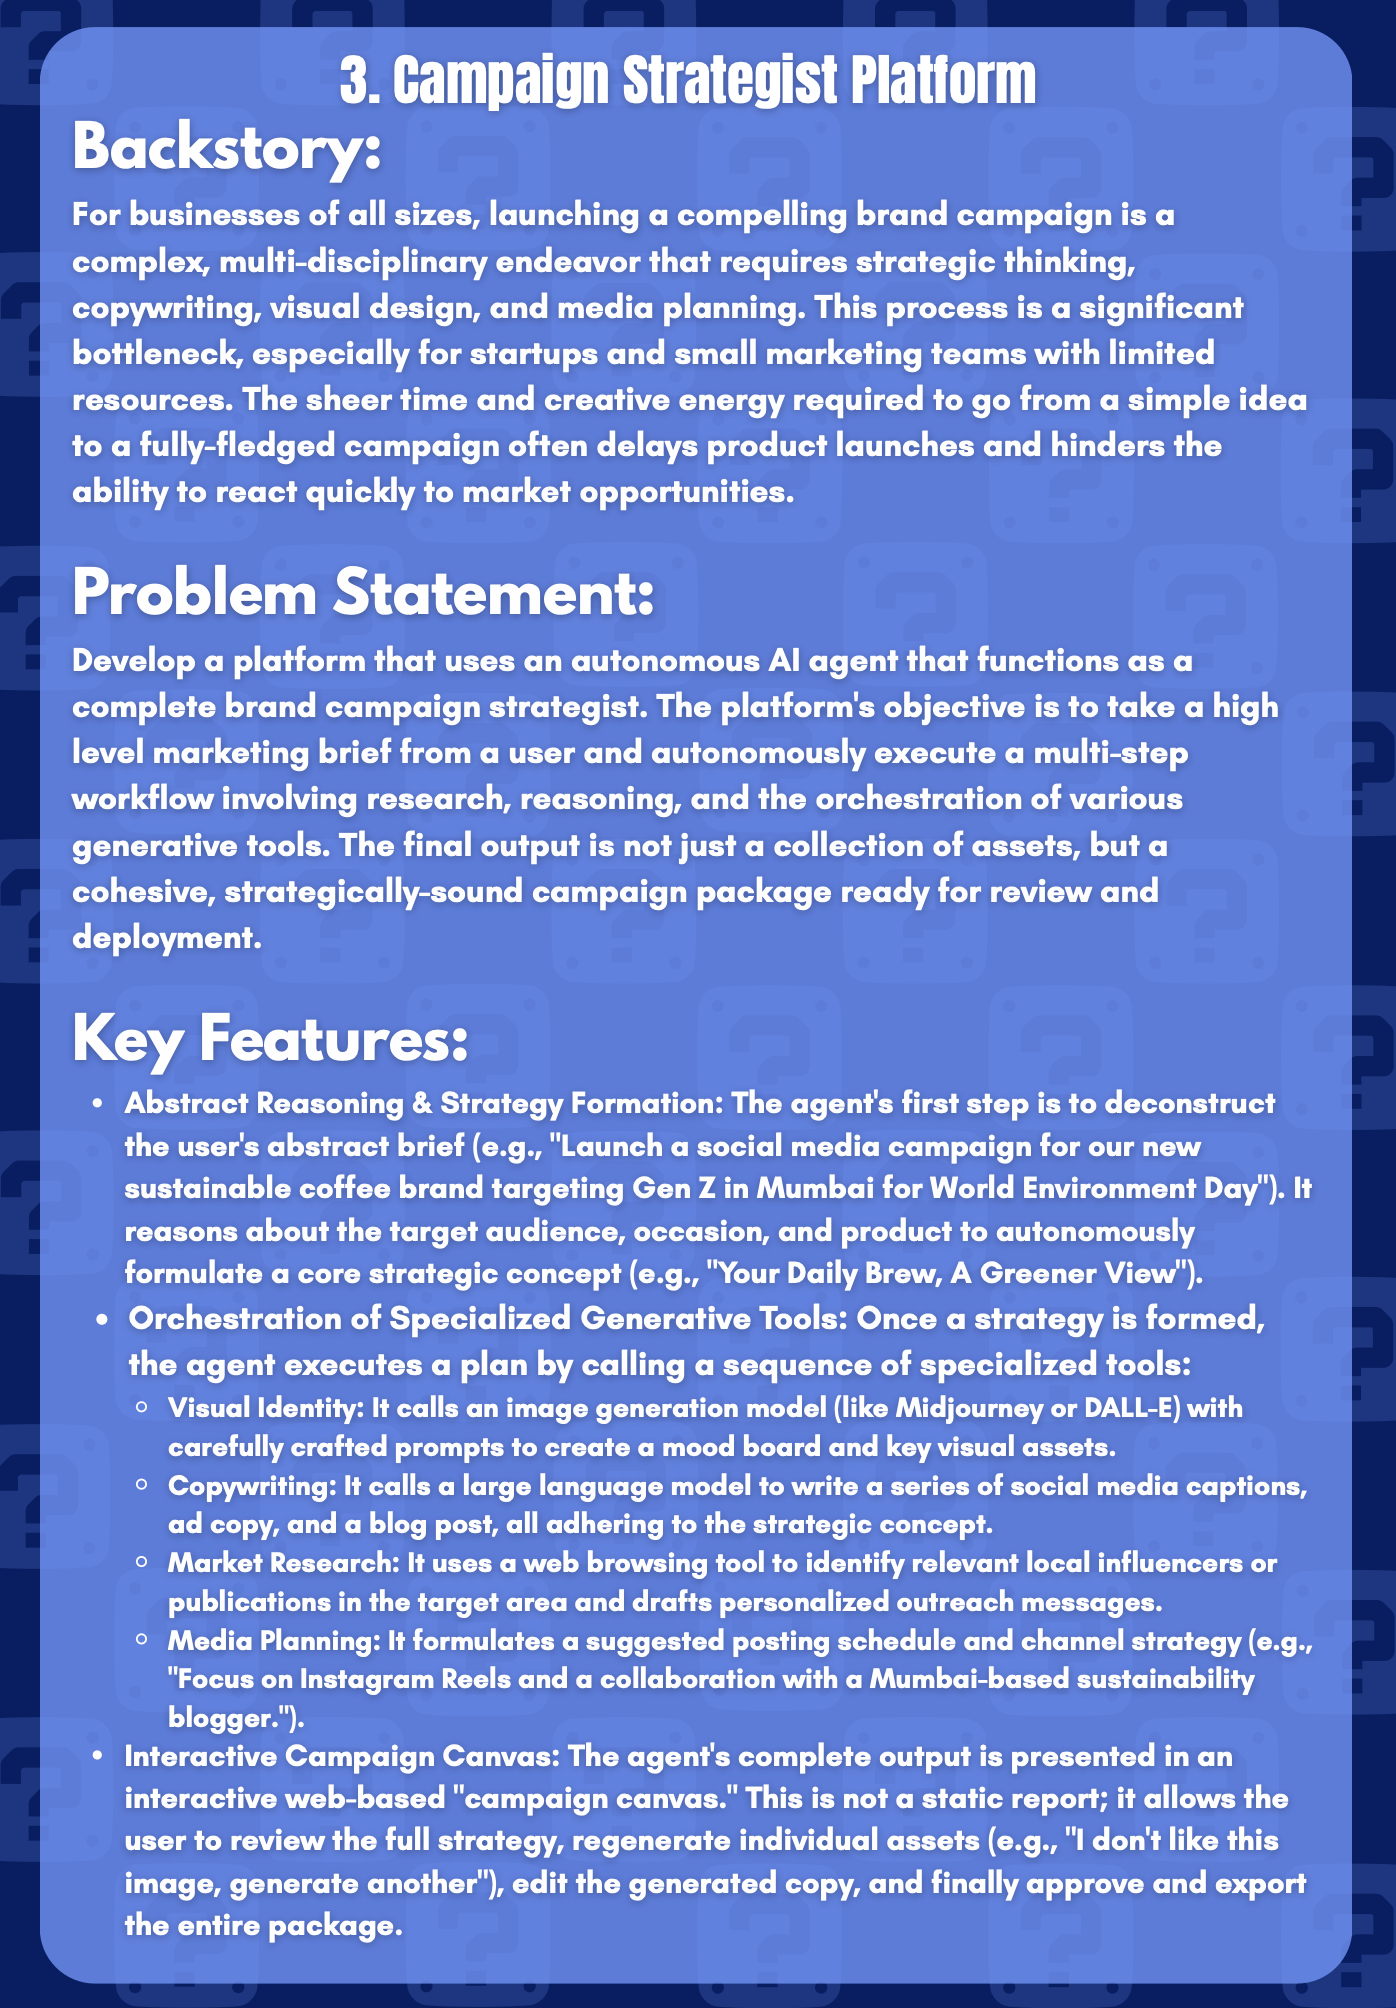 3. Campaign Strategist Platform
Backstory:
For businesses of all sizes, launching a compelling brand campaign is a
complex, multi-disciplinary endeavor that requires strategic thinking,
copywriting, visual design, and media planning. This process is a significant
bottleneck, especially for startups and small marketing teams with limited
resources. The sheer time and creative energy required to go from a simple idea
to a fully-fledged campaign often delays product launches and hinders the
ability to react quickly to market opportunities.
Problem Statement:
Develop a platform that uses an autonomous AI agent that functions as a
complete brand campaign strategist. The platform's objective is to take a high
level marketing brief from a user and autonomously execute a multi-step
workflow involving research, reasoning, and the orchestration of various
generative tools. The final output is not just a collection of assets, but a
cohesive, strategically-sound campaign package ready for review and
deployment.
Key Features:
• Abstract Reasoning & Strategy Formation: The agent's first step is to deconstruct
the user's abstract brief (e.g., "Launch a social media campaign for our new
sustainable coffee brand targeting Gen Z in Mumbai for World Environment Day"). It
reasons about the target audience, occasion, and product to autonomously
formulate a core strategic concept (e.g., "Your Daily Brew, A Greener View").
• Orchestration of Specialized Generative Tools: Once a strategy is formed,
the agent executes a plan by calling a sequence of specialized tools:
○ Visual Identity: It calls an image generation model (like Midjourney or DALL-E) with
carefully crafted prompts to create a mood board and key visual assets.
○ Copywriting: It calls a large language model to write a series of social media captions,
ad copy, and a blog post, all adhering to the strategic concept.
○ Market Research: It uses a web browsing tool to identify relevant local influencers or
publications in the target area and drafts personalized outreach messages.
○ Media Planning: It formulates a suggested posting schedule and channel strategy (e.g.,
"Focus on Instagram Reels and a collaboration with a Mumbai-based sustainability
blogger.").
• Interactive Campaign Canvas: The agent's complete output is presented in an
interactive web-based "campaign canvas." This is not a static report; it allows the
user to review the full strategy, regenerate individual assets (e.g., "I don't like this
image, generate another"), edit the generated copy, and finally approve and export
the entire package.